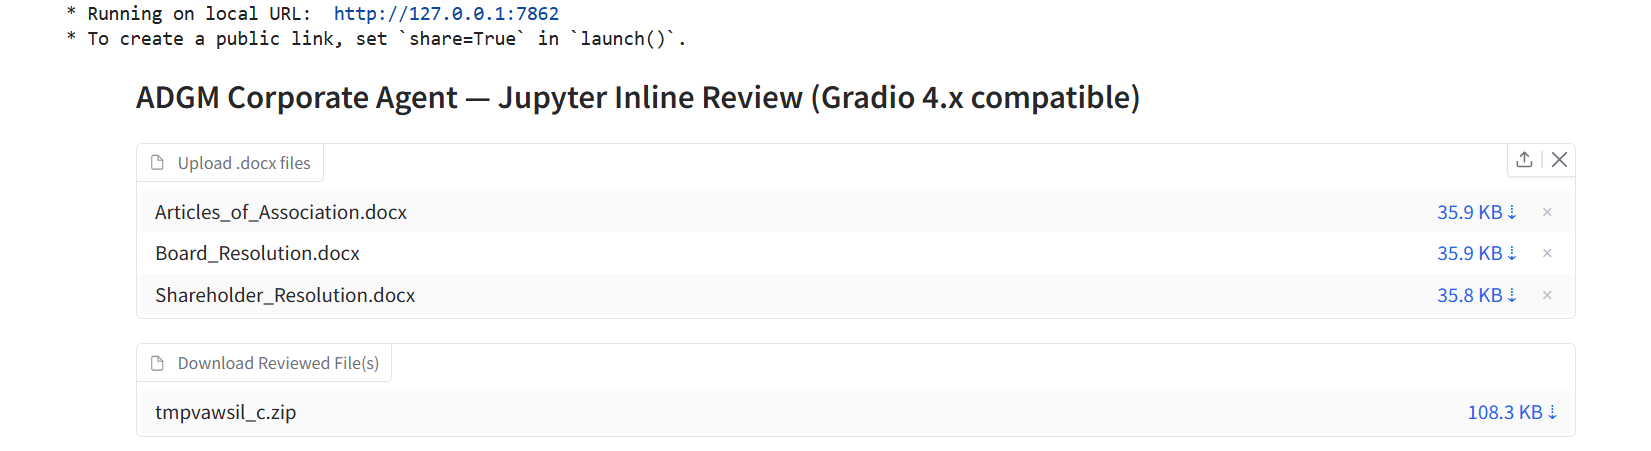 * Running on local URL:  http://127.0.0.1:7862
* To create a public link, set `share=True` in `launch()`.
ADGM Corporate Agent — Jupyter Inline Review (Gradio 4.x compatible)
Upload .docx files
Articles_of_Association.docx 35.9 KB ⇣ ×
Board_Resolution.docx 35.9 KB ⇣ ×
Shareholder_Resolution.docx 35.8 KB ⇣ ×
Download Reviewed File(s)
tmpvawsil_c.zip 108.3 KB ⇣